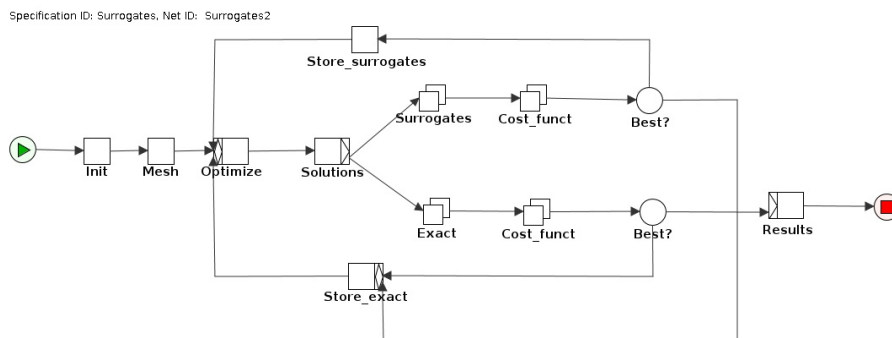 Specification ID: Surrogates, Net ID:  Surrogates2
Store_surrogates
Surrogates
Cost_funct
Best?
Init
Mesh
Optimize
Solutions
Exact
Cost_funct
Best?
Results
Store_exact